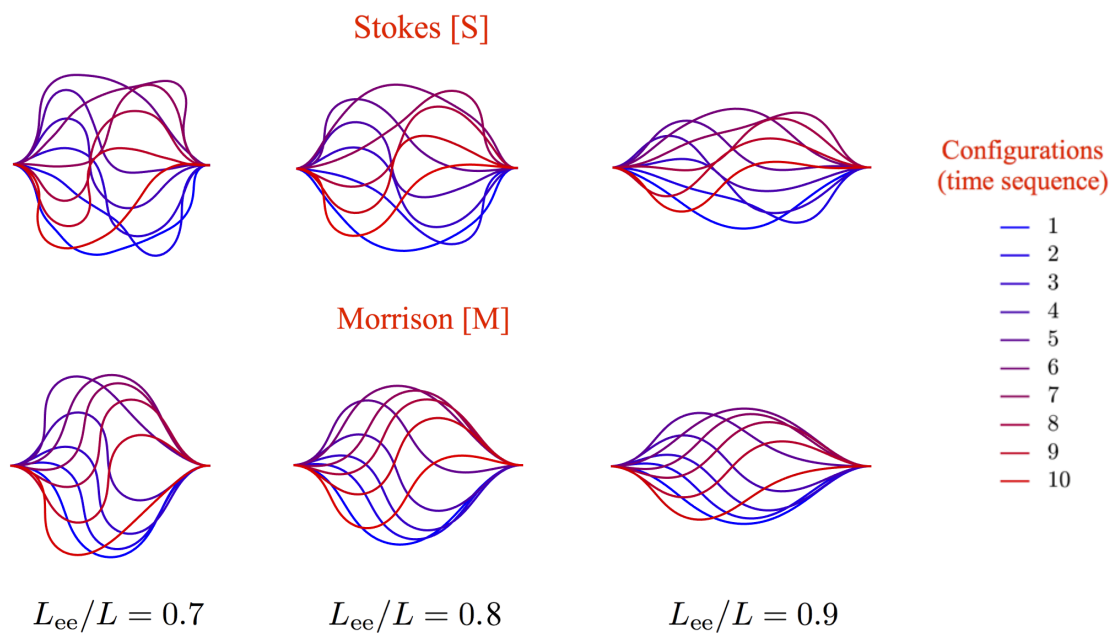 Stokes [S]
Configurations
(time sequence)
1
2
3
4
5
6
7
8
9
10
Morrison [M]
L_ee/L = 0.7
L_ee/L = 0.8
L_ee/L = 0.9